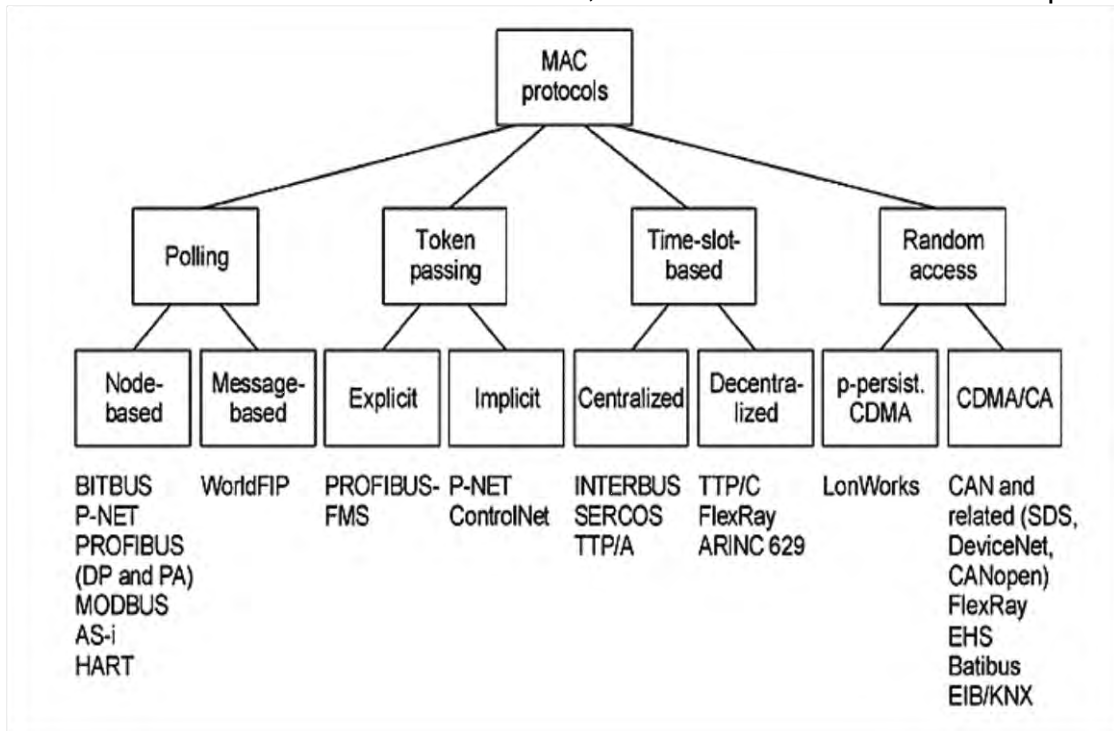 MAC
protocols
Polling
Token
passing
Time-slot-
based
Random
access
Node-
based
Message-
based
Explicit
Implicit
Centralized
Decentra-
lized
p-persist.
CDMA
CDMA/CA
BITBUS
P-NET
PROFIBUS
(DP and PA)
MODBUS
AS-i
HART
WorldFIP
PROFIBUS-
FMS
P-NET
ControlNet
INTERBUS
SERCOS
TTP/A
TTP/C
FlexRay
ARINC 629
LonWorks
CAN and
related (SDS,
DeviceNet,
CANopen)
FlexRay
EHS
Batibus
EIB/KNX